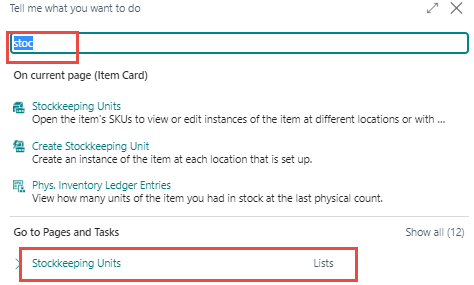 Tell me what you want to do
stoc
On current page (Item Card)
Stockkeeping Units
Open the item's SKUs to view or edit instances of the item at different locations or with ...
Create Stockkeeping Unit
Create an instance of the item at each location that is set up.
Phys. Inventory Ledger Entries
View how many units of the item you had in stock at the last physical count.
Go to Pages and Tasks Show all (12)
Stockkeeping Units Lists